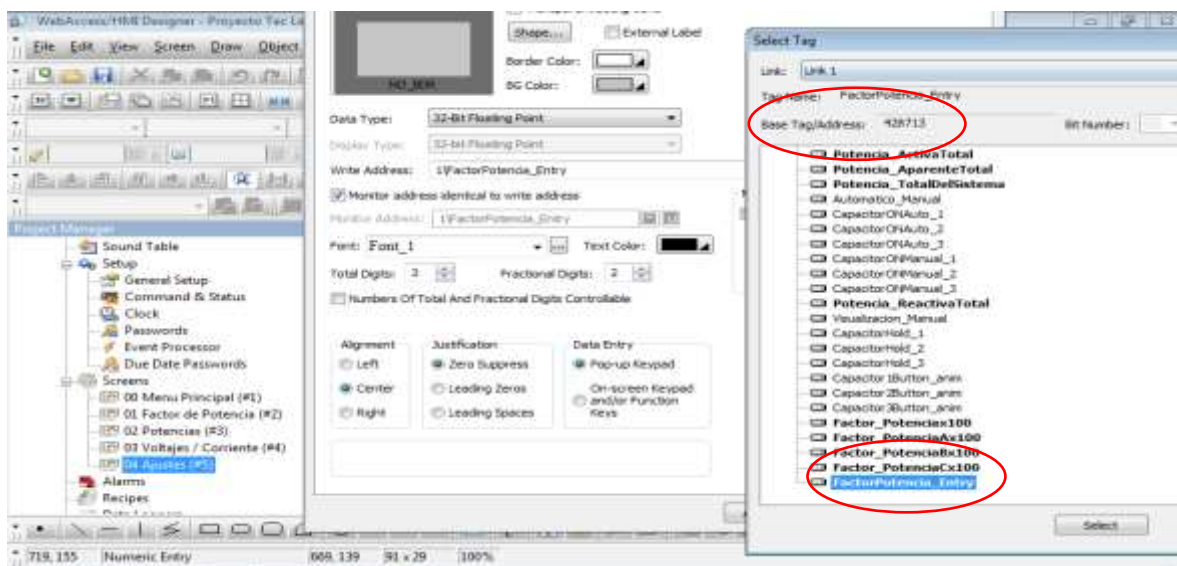 WebAccess/HMI Designer - Proyecto Tec La
File Edit View Screen Draw Object
Project Manager
Sound Table
Setup
General Setup
Command & Status
Clock
Passwords
Event Processor
Due Date Passwords
Screens
00 Menu Principal (#1)
01 Factor de Potencia (#2)
02 Potencias (#3)
03 Voltajes / Corriente (#4)
04 Ajustes (#5)
Alarms
Recipes
719, 155 Numeric Entry 669, 139 91 x 29 100%
Shape... External Label
Border Color:
BG Color:
Data Type: 32-Bit Floating Point
Display Type: 32-bit Floating Point
Write Address: 1\FactorPotencia_Entry
Monitor address identical to write address
Monitor Address: 1\FactorPotencia_Entry
Font: Font_1 Text Color:
Total Digits: 3 Fractional Digits: 2
Numbers Of Total And Fractional Digits Controllable
Alignment
Left
Center
Right
Justification
Zero Suppress
Leading Zeros
Leading Spaces
Data Entry
Pop-up Keypad
On-screen Keypad
and/or Function
Keys
Select Tag
Link: Link 1
Tag Name: FactorPotencia_Entry
Base Tag/Address: 428713 Bit Number:
Potencia_ActivaTotal
Potencia_AparenteTotal
Potencia_TotalDelSistema
Automatico_Manual
CapacitorONAuto_1
CapacitorONAuto_2
CapacitorONAuto_3
CapacitorONManual_1
CapacitorONManual_2
CapacitorONManual_3
Potencia_ReactivaTotal
Visualizacion_Manual
CapacitorHold_1
CapacitorHold_2
CapacitorHold_3
Capacitor1Button_anim
Capacitor2Button_anim
Capacitor3Button_anim
Factor_Potenciax100
Factor_PotenciaAx100
Factor_PotenciaBx100
Factor_PotenciaCx100
FactorPotencia_Entry
Select